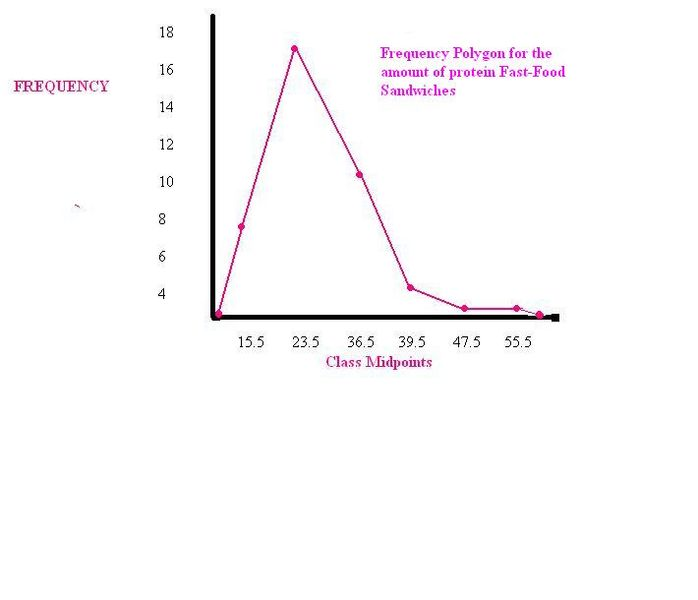 18
Frequency Polygon for the
16
amount of protein Fast-Food
FREQUENCY
Sandwiches
14
12
10
8
6
4
15.5 23.5 36.5 39.5 47.5 55.5
Class Midpoints